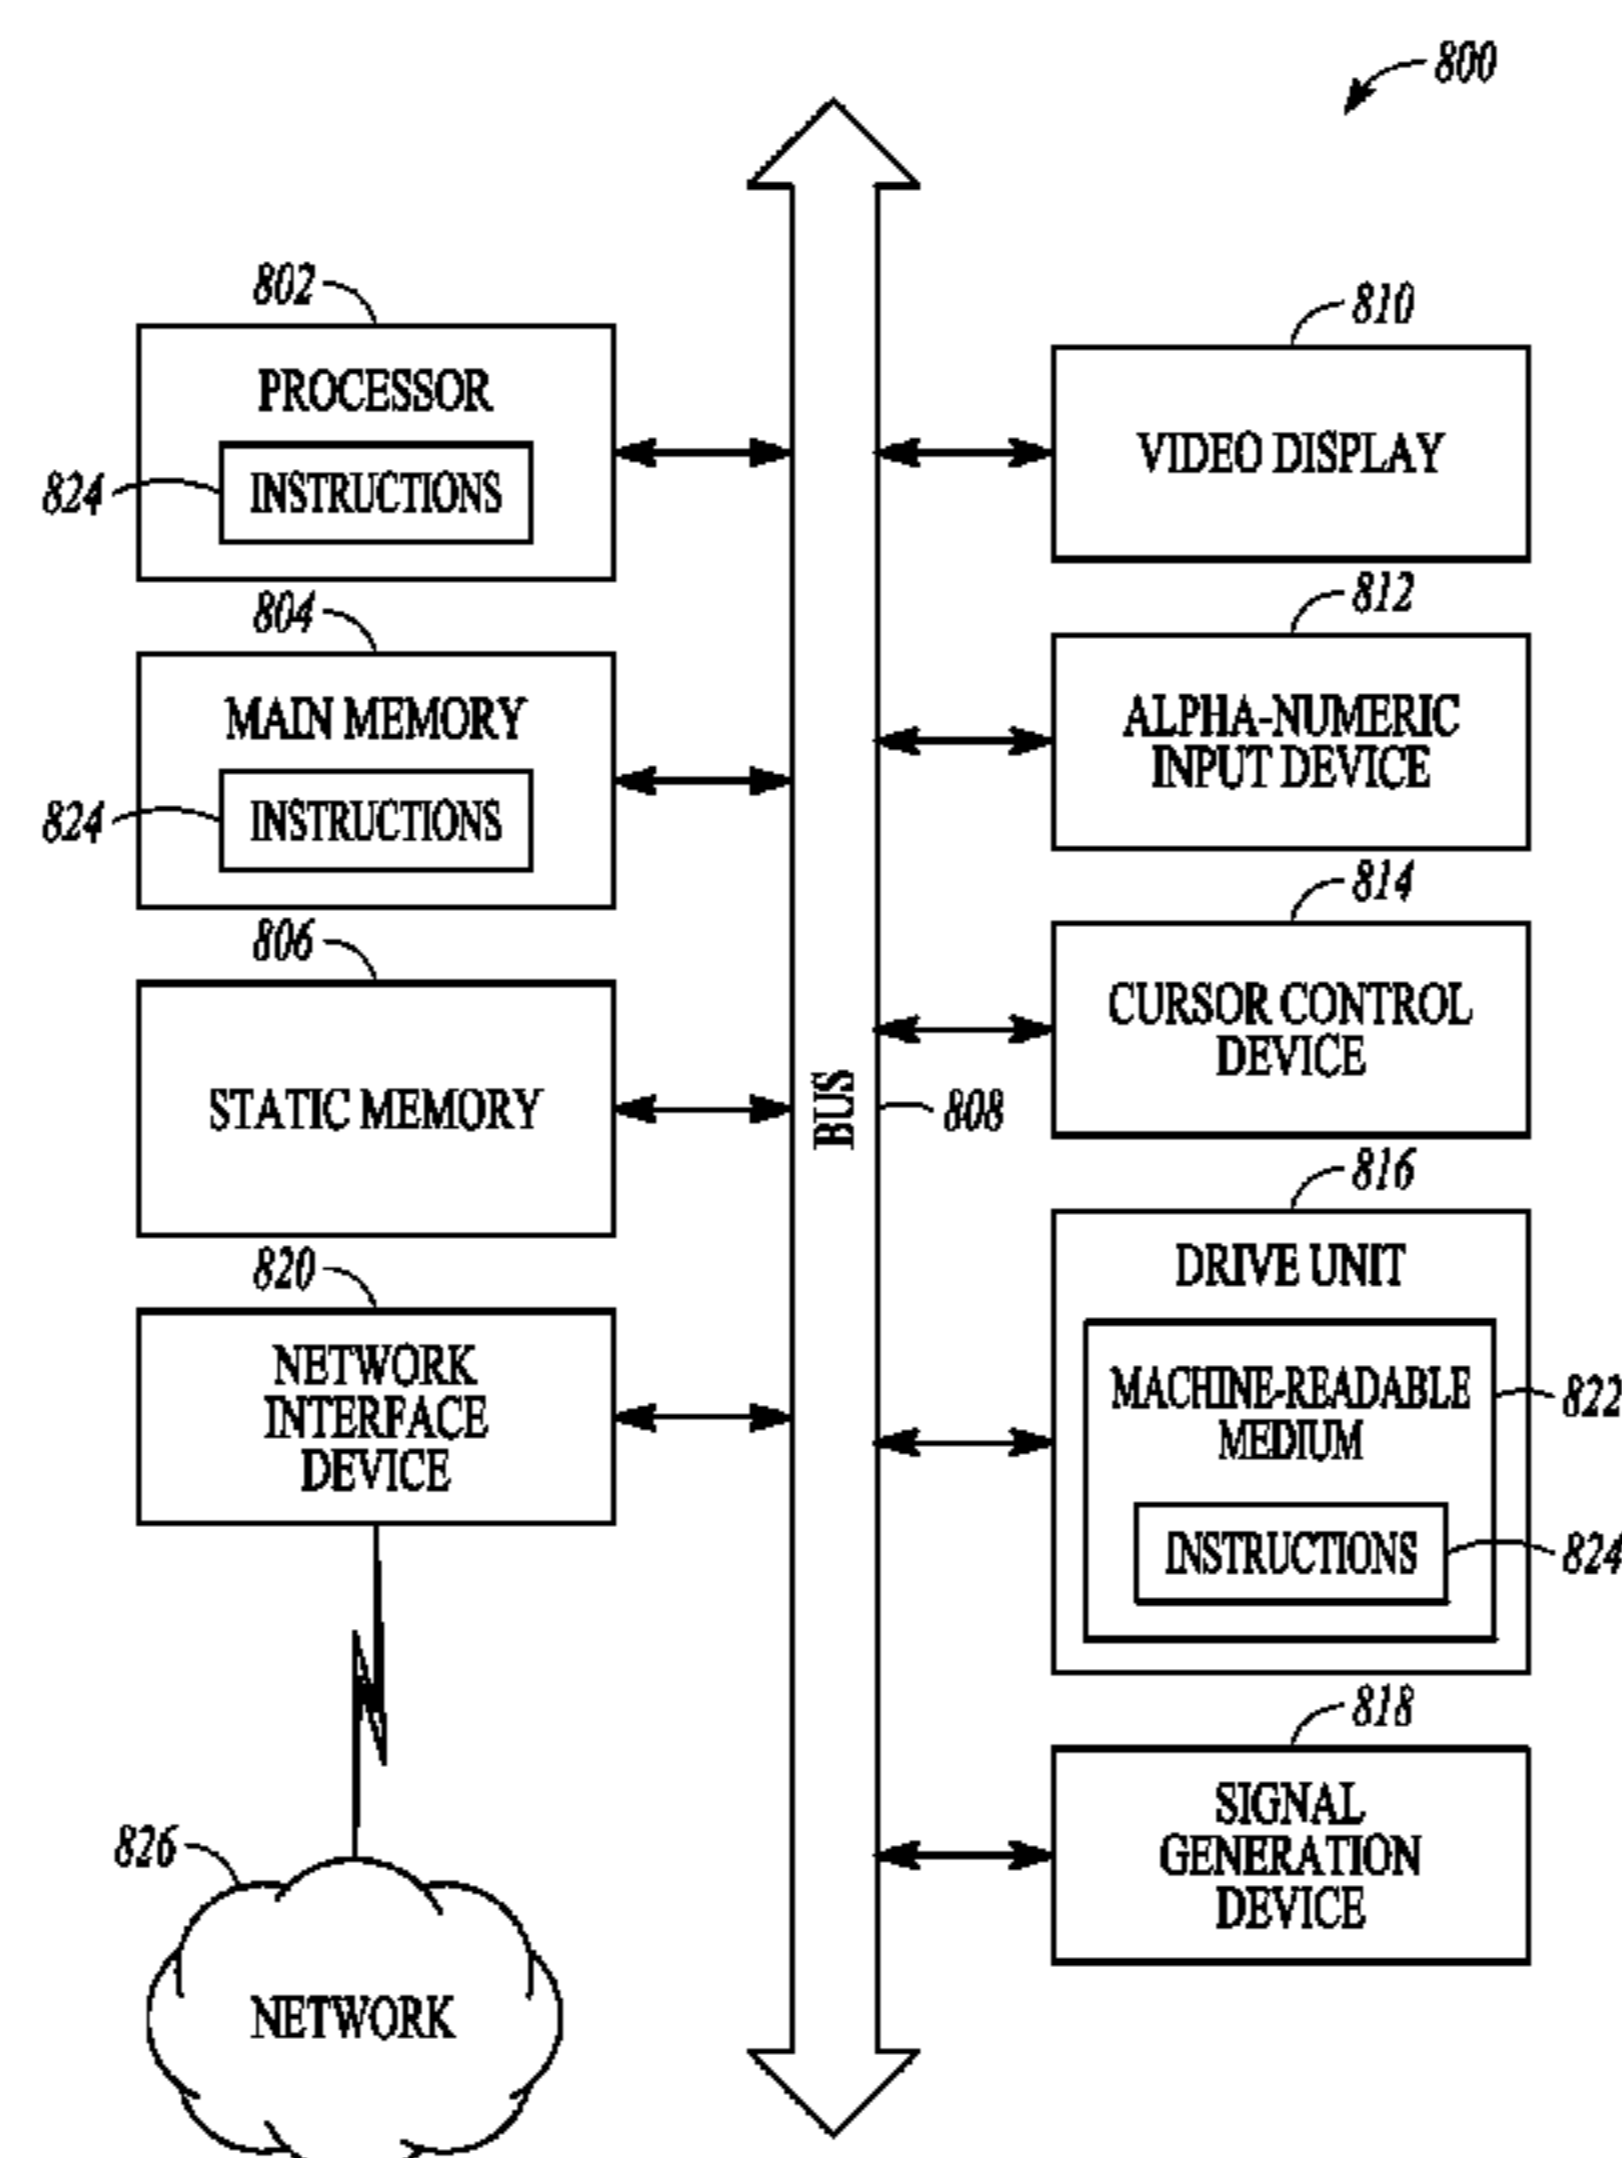 800
802
PROCESSOR
824
INSTRUCTIONS
804
MAIN MEMORY
824
INSTRUCTIONS
806
STATIC MEMORY
820
NETWORK
INTERFACE
DEVICE
826
NETWORK
BUS
808
810
VIDEO DISPLAY
812
ALPHA-NUMERIC
INPUT DEVICE
814
CURSOR CONTROL
DEVICE
816
DRIVE UNIT
MACHINE-READABLE
MEDIUM
822
INSTRUCTIONS
824
818
SIGNAL
GENERATION
DEVICE